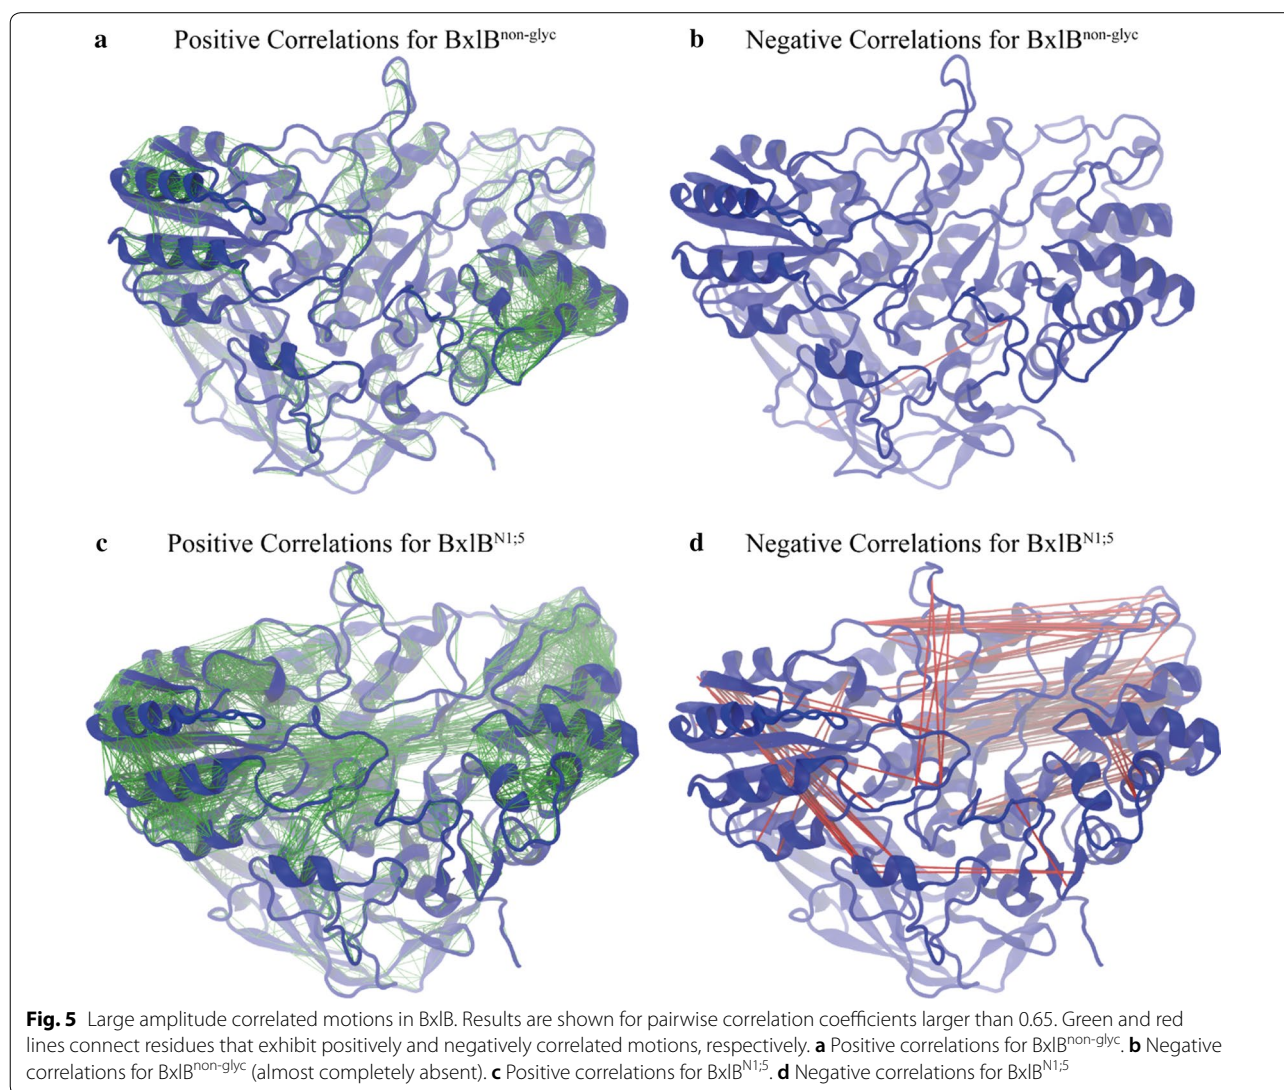 a Positive Correlations for BxlB^non-glyc
b Negative Correlations for BxlB^non-glyc
c Positive Correlations for BxlB^N1;5
d Negative Correlations for BxlB^N1;5
Fig. 5 Large amplitude correlated motions in BxlB. Results are shown for pairwise correlation coefficients larger than 0.65. Green and red
lines connect residues that exhibit positively and negatively correlated motions, respectively. a Positive correlations for BxlB^non-glyc. b Negative
correlations for BxlB^non-glyc (almost completely absent). c Positive correlations for BxlB^N1;5. d Negative correlations for BxlB^N1;5